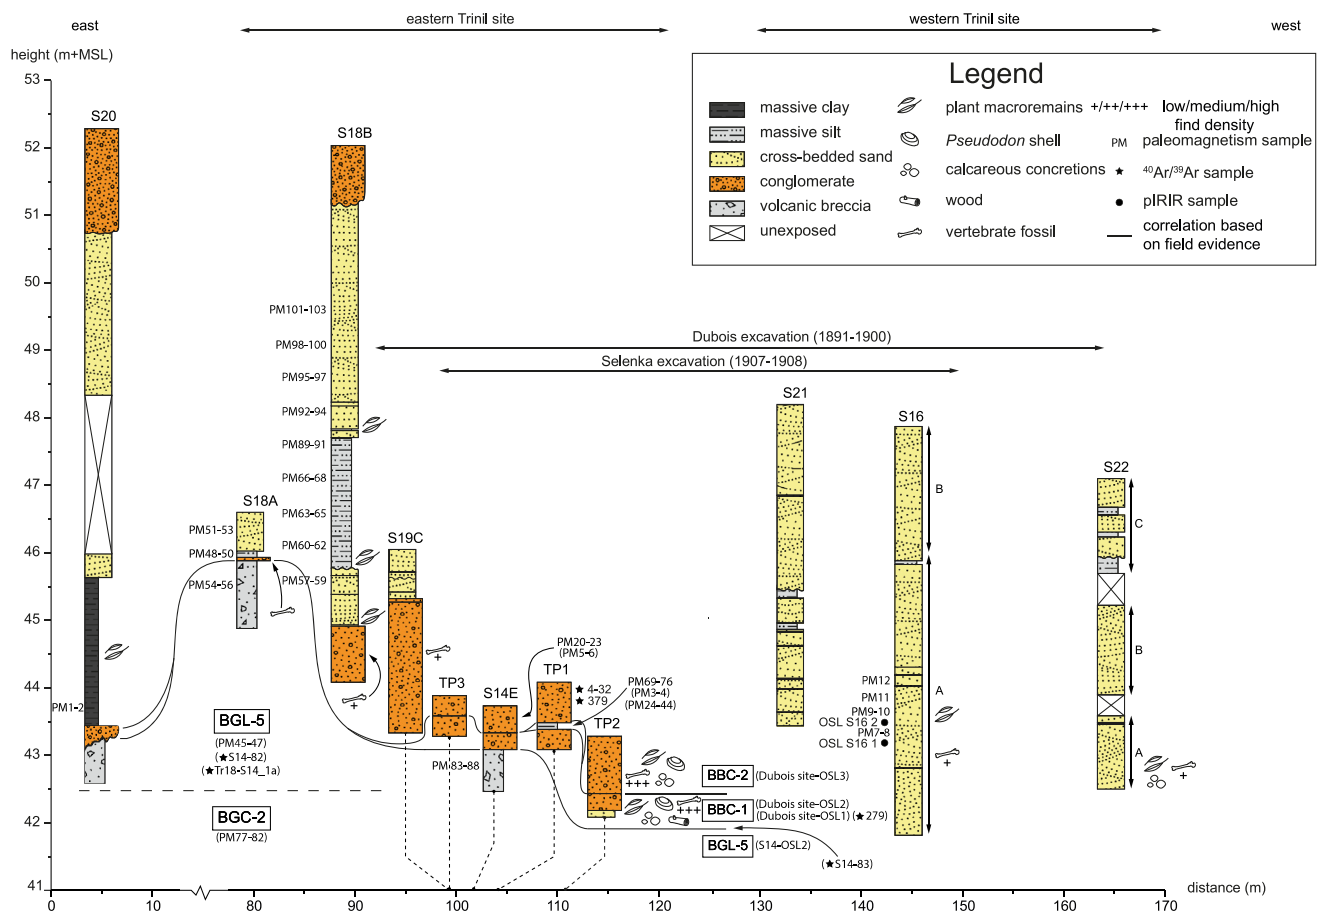 east
eastern Trinil site
western Trinil site
west
height (m+MSL)
Legend
massive clay
massive silt
cross-bedded sand
conglomerate
volcanic breccia
unexposed
plant macroremains
Pseudodon shell
calcareous concretions
wood
vertebrate fossil
+/++/+++ low/medium/high
find density
PM paleomagnetism sample
40Ar/39Ar sample
pIRIR sample
correlation based
on field evidence
53
52
51
50
49
48
47
46
45
44
43
42
41
S20
S18B
PM101-103
PM98-100
PM95-97
PM92-94
PM89-91
PM66-68
PM63-65
PM60-62
PM57-59
Dubois excavation (1891-1900)
Selenka excavation (1907-1908)
S21
S16
S22
S18A
PM51-53
PM48-50
PM54-56
S19C
+
+
PM1-2
TP3
S14E
PM83-88
TP1
TP2
PM20-23
(PM5-6)
4-32
379
PM69-76
(PM3-4)
(PM24-44)
B
A
PM12
PM11
PM9-10
OSL S16 2
PM7-8
OSL S16 1
+
C
B
A
+
BGL-5
(PM45-47)
(★S14-82)
(★Tr18-S14_1a)
BGC-2
(PM77-82)
+++
+++
BBC-2 (Dubois site-OSL3)
BBC-1 (Dubois site-OSL2)
(Dubois site-OSL1) (★279)
BGL-5 (S14-OSL2)
(★S14-83)
0 10 80 90 100 110 120 130 140 150 160 170
distance (m)